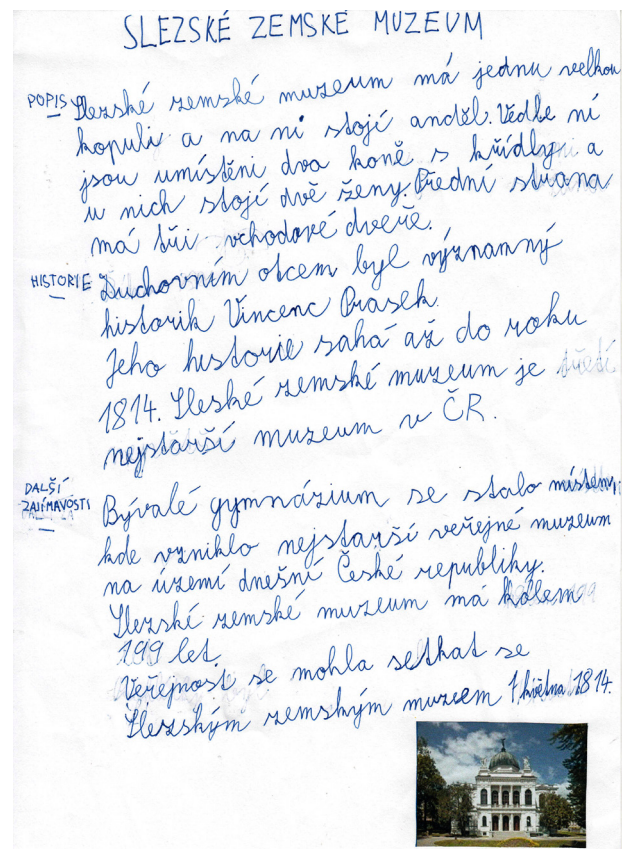 SLEZSKÉ ZEMSKÉ MUZEUM
POPIS Slezské zemské muzeum má jednu velkou
kopuli a na ní stojí anděl. Vedle ní
jsou umístěni dva koně s křídly a
u nich stojí dvě ženy. Přední strana
má tři vchodové dveře.
HISTORIE Duchovním otcem byl významný
historik Vincenc Prasek.
Jeho historie sahá až do roku
1814. Sleské zemské muzeum je třetí
nejstarší muzeum v ČR.
DALŠÍ
ZAJÍMAVOSTI
Bývalé gymnázium se stalo místem,
kde vzniklo nejstarší veřejné muzeum
na území dnešní České republiky.
Slezské zemské muzeum má kolem
199 let.
Veřejnost se mohla setkat se
Slezským zemským muzeem 1 května 1814.